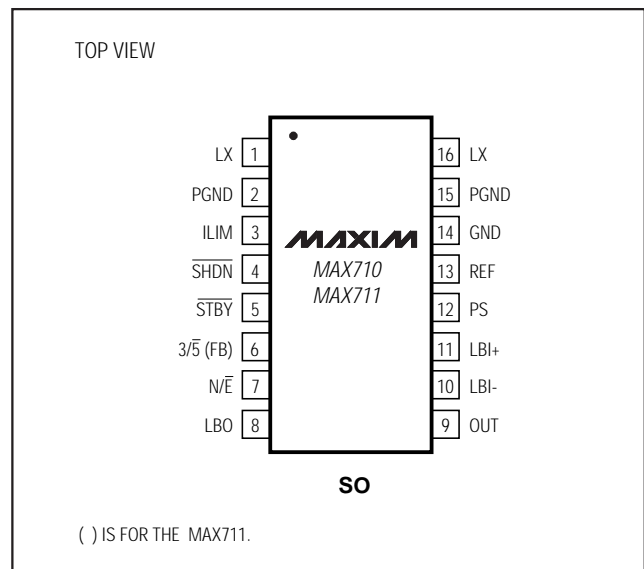 TOP VIEW
LX 1
PGND 2
ILIM 3
S̅H̅D̅N̅ 4
S̅T̅B̅Y̅ 5
3/5̅ (FB) 6
N/E̅ 7
LBO 8
MAXIM
MAX710
MAX711
16 LX
15 PGND
14 GND
13 REF
12 PS
11 LBI+
10 LBI-
9 OUT
SO
( ) IS FOR THE MAX711.